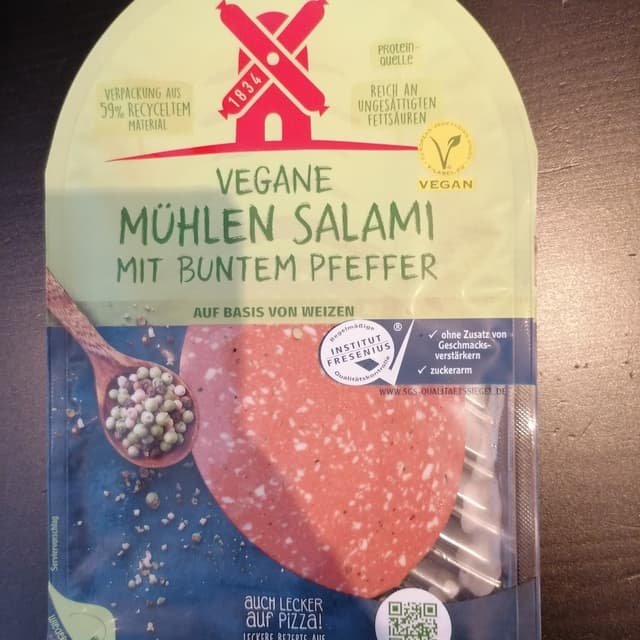 1834
PROTEIN-
QUELLE
VERPACKUNG AUS
59% RECYCELTEM
MATERIAL
REICH AN
UNGESÄTTIGTEN
FETTSÄUREN
VEGAN
VEGANE
MÜHLEN SALAMI
MIT BUNTEM PFEFFER
AUF BASIS VON WEIZEN
Regelmäßige
INSTITUT
FRESENIUS
Qualitätskontrolle
®
✓ ohne Zusatz von
Geschmacks-
verstärkern
✓ zuckerarm
WWW.SGS-QUALITAETSSIEGEL.DE
Serviervorschlag
AUCH LECKER
auf PIZZA!
LECKERE REZEPTE AUF